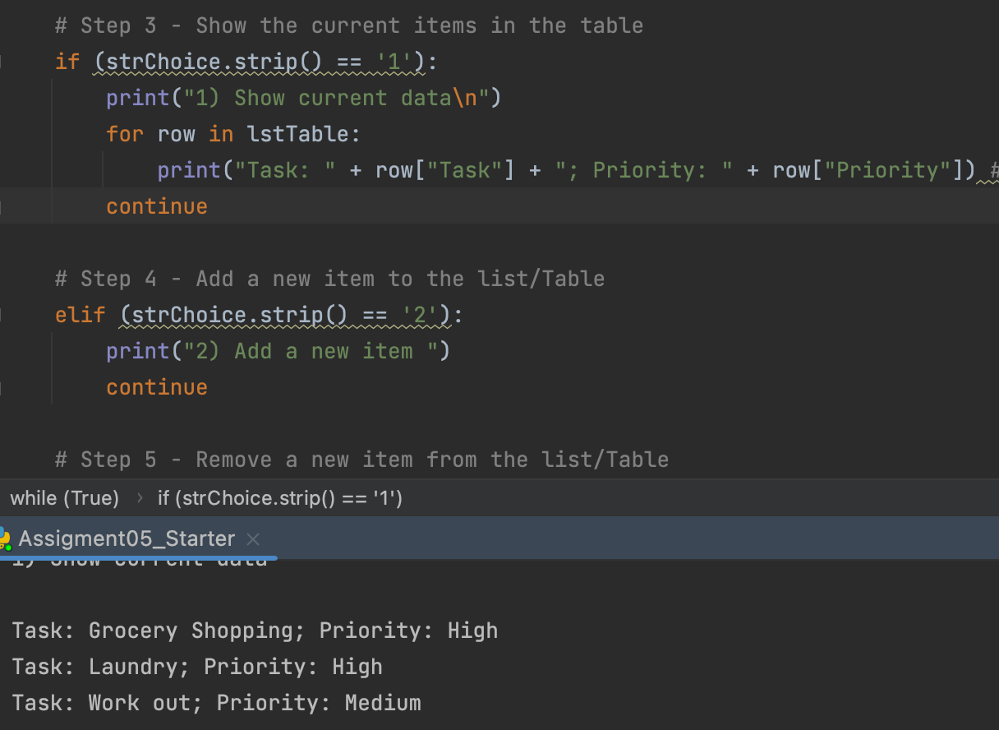 # Step 3 - Show the current items in the table
if (strChoice.strip() == '1'):
print("1) Show current data\n")
for row in lstTable:
print("Task: " + row["Task"] + "; Priority: " + row["Priority"]) #
continue
# Step 4 - Add a new item to the list/Table
elif (strChoice.strip() == '2'):
print("2) Add a new item ")
continue
# Step 5 - Remove a new item from the list/Table
while (True) › if (strChoice.strip() == '1')
Assigment05_Starter ×
1) Show current data
Task: Grocery Shopping; Priority: High
Task: Laundry; Priority: High
Task: Work out; Priority: Medium